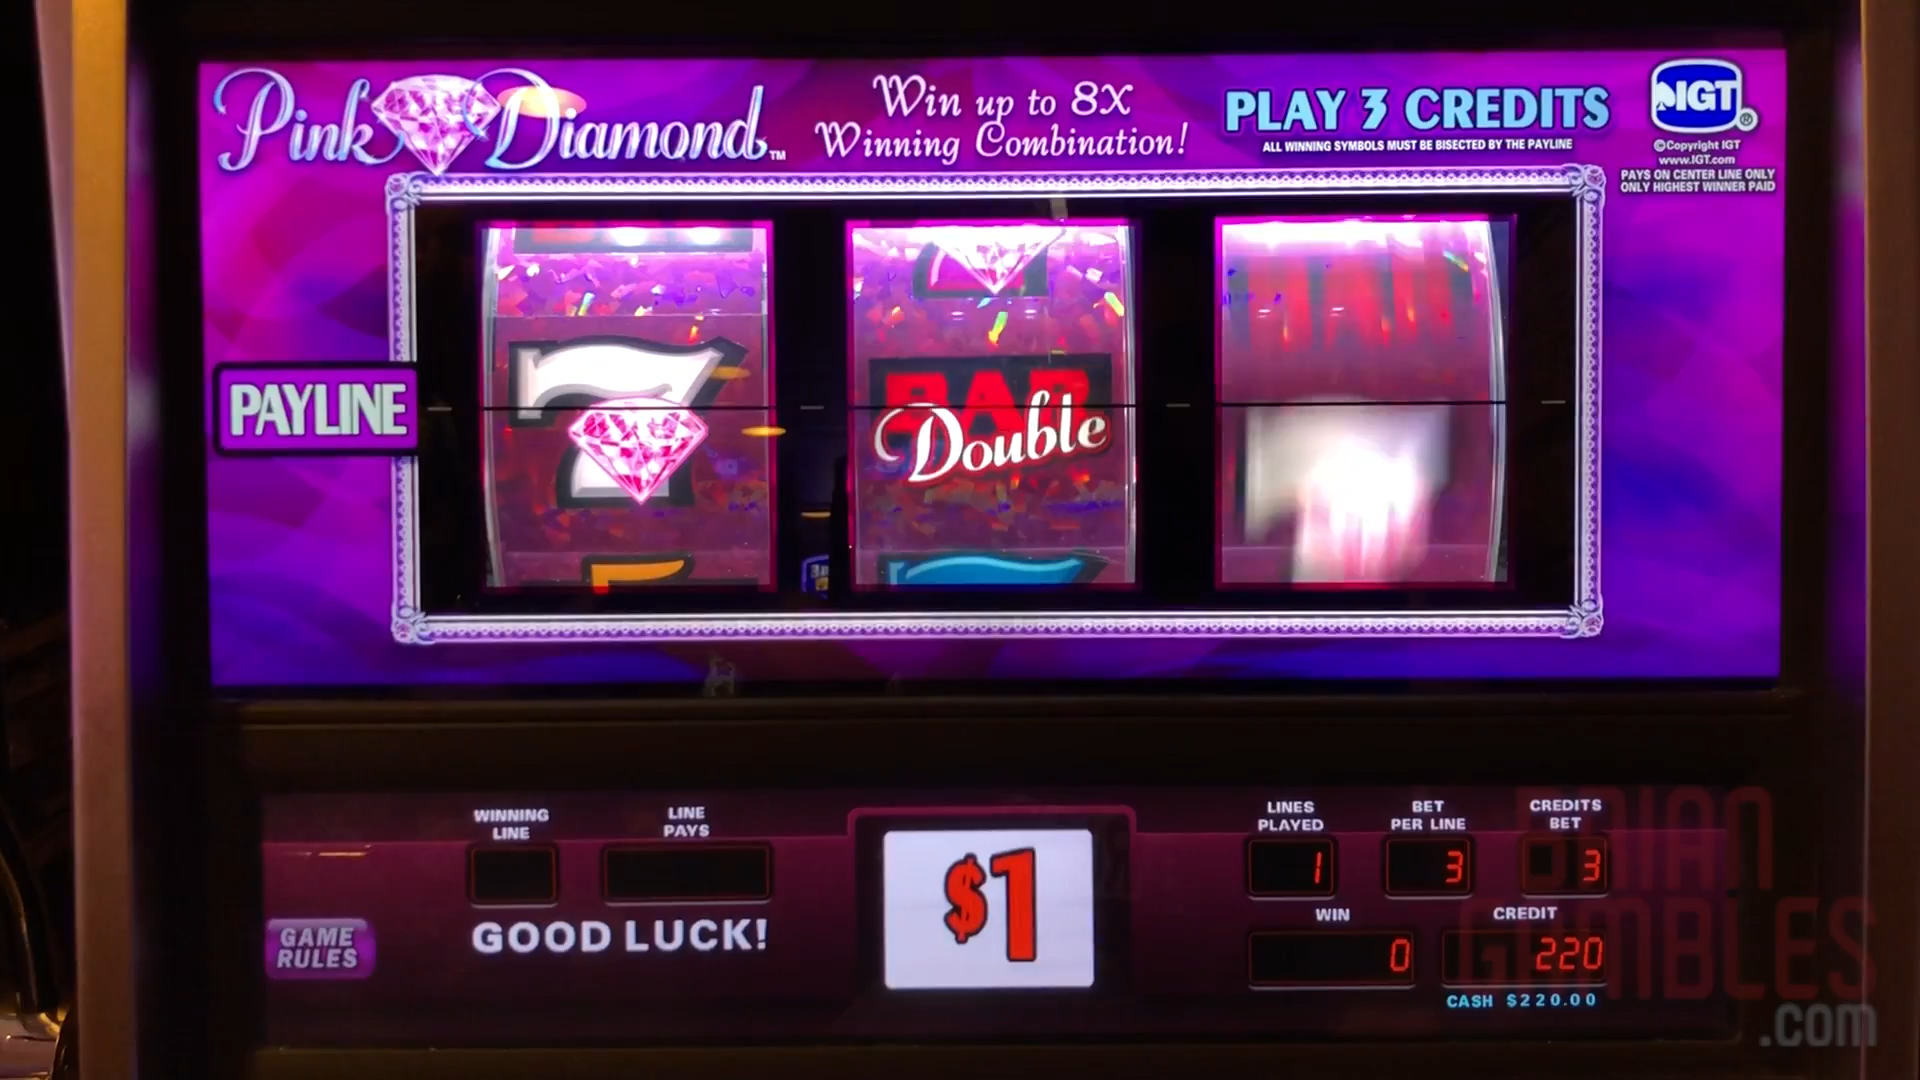 Pink Diamond™
Win up to 8X
Winning Combination!
PLAY 3 CREDITS
ALL WINNING SYMBOLS MUST BE BISECTED BY THE PAYLINE
IGT®
©Copyright IGT
www.IGT.com
PAYS ON CENTER LINE ONLY
ONLY HIGHEST WINNER PAID
PAYLINE
7
BAR
Double
WINNING
LINE
LINE
PAYS
GOOD LUCK!
GAME
RULES
$1
LINES
PLAYED
1
BET
PER LINE
3
CREDITS
BET
3
WIN
0
CREDIT
220
CASH $220.00
BRIAN
GAMBLES
.com